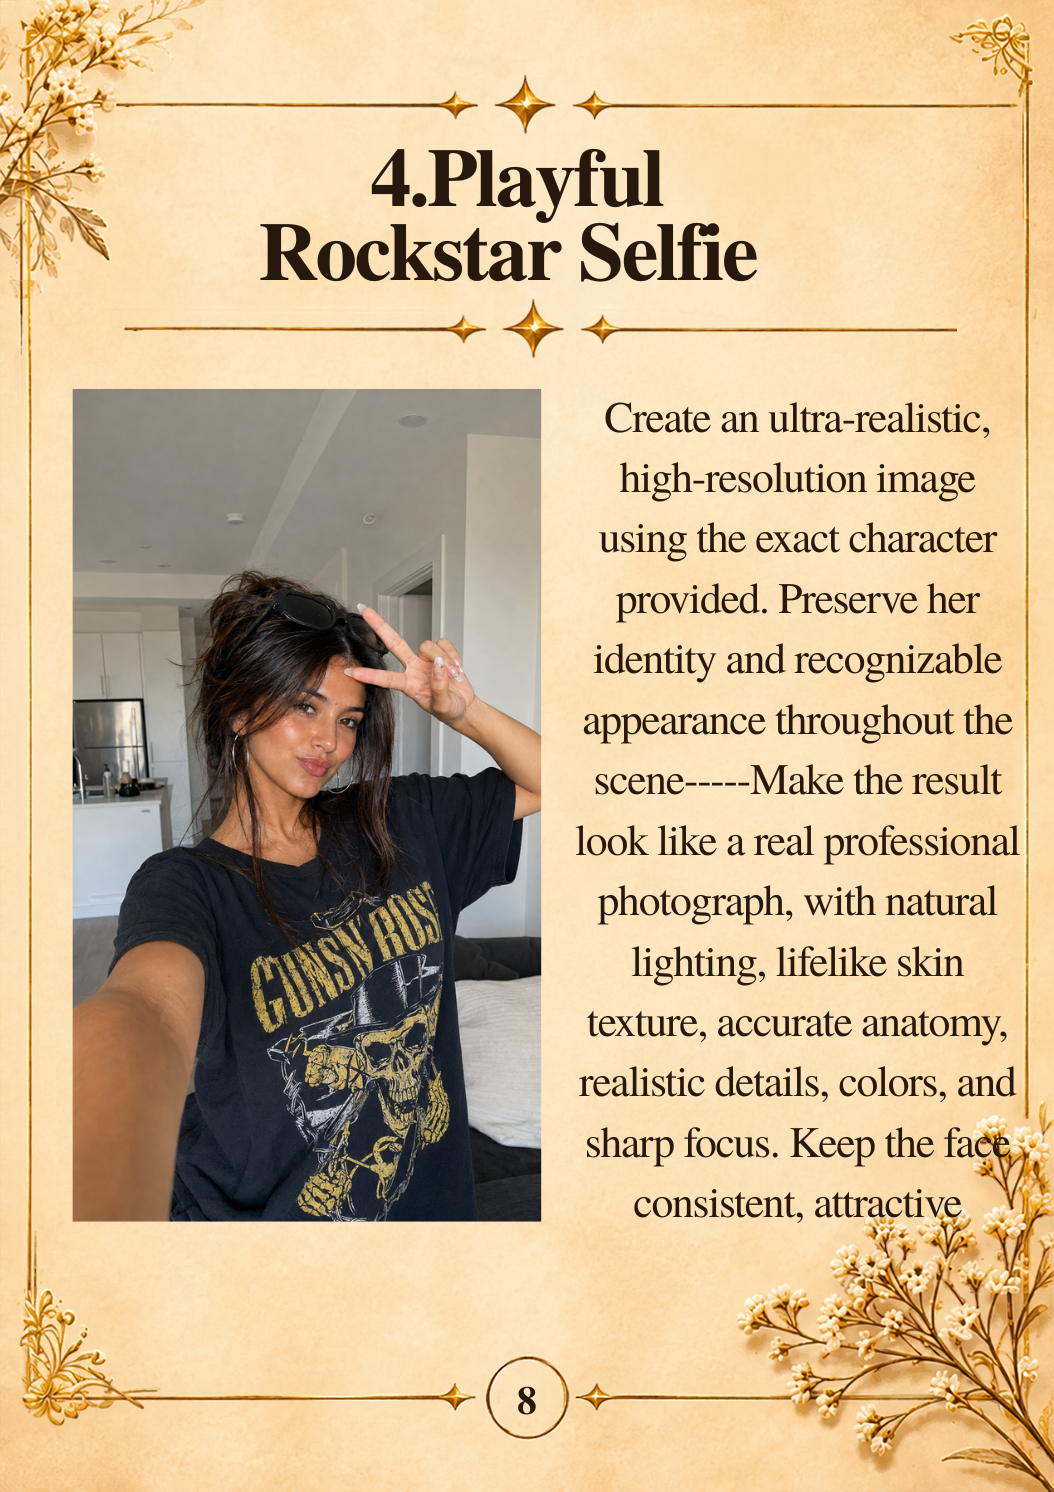 4.Playful
Rockstar Selfie
Create an ultra-realistic,
high-resolution image
using the exact character
provided. Preserve her
identity and recognizable
appearance throughout the
scene-----Make the result
look like a real professional
photograph, with natural
lighting, lifelike skin
texture, accurate anatomy,
realistic details, colors, and
sharp focus. Keep the face
consistent, attractive
GUNS N ROS
8